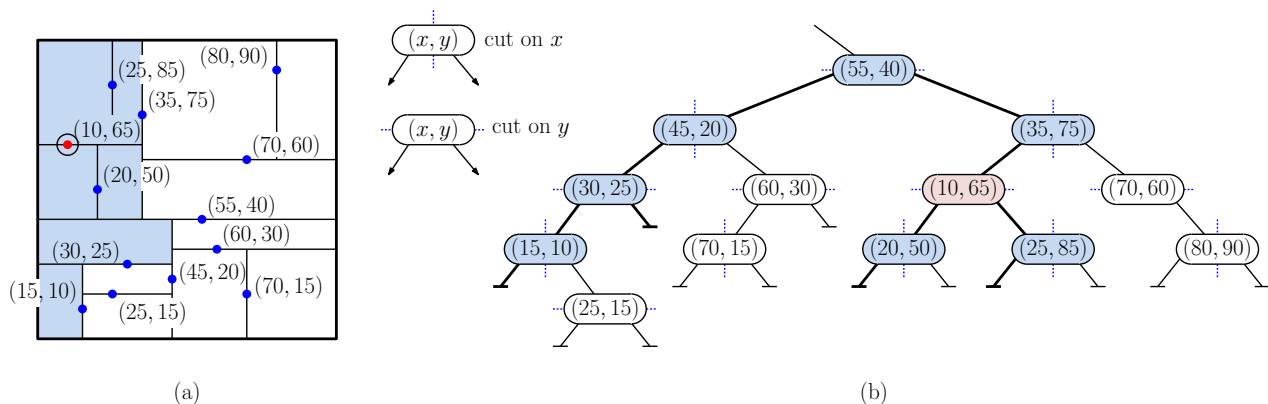 (80, 90)
(25, 85)
(35, 75)
(10, 65)
(70, 60)
(20, 50)
(55, 40)
(60, 30)
(30, 25)
(45, 20)
(15, 10)
(70, 15)
(25, 15)
(a)
(x, y) cut on x
(x, y) cut on y
(55, 40)
(45, 20) (35, 75)
(30, 25) (60, 30) (10, 65) (70, 60)
(15, 10) (70, 15) (20, 50) (25, 85) (80, 90)
(25, 15)
(b)